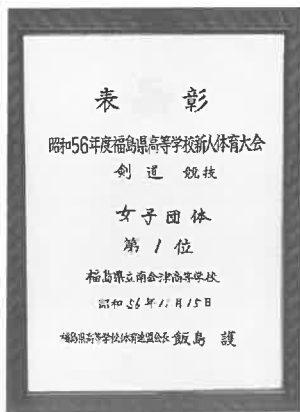 表 彰
昭和56年度福島県高等学校新人体育大会
剣道 競技
女子団体
第1位
福島県立南会津高等学校
昭和56年11月15日
福島県高等学校体育連盟会長 飯島 護